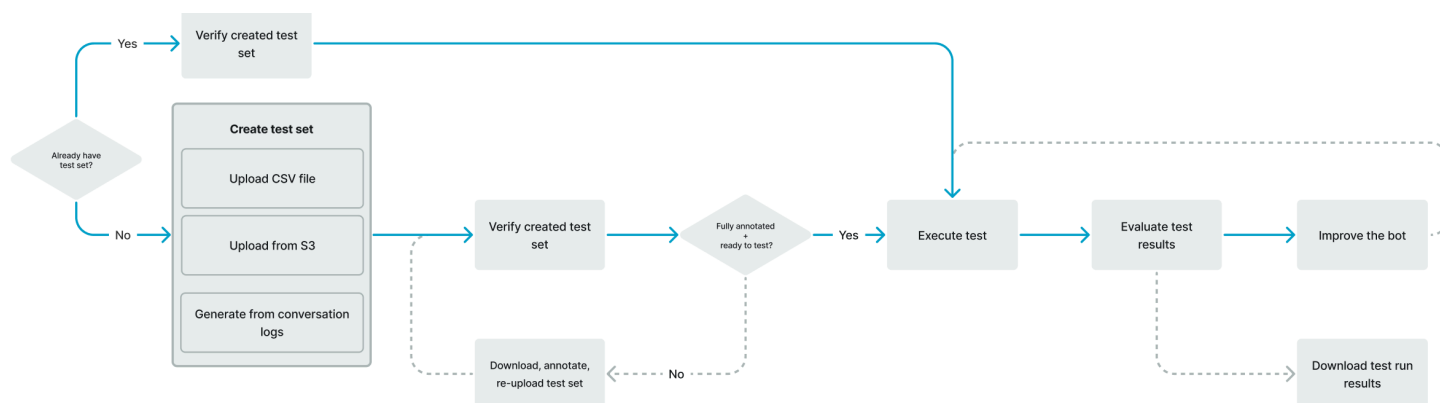 Yes
Verify created test
set
Already have
test set?
No
Create test set
Upload CSV file
Upload from S3
Generate from conversation
logs
Verify created test
set
Fully annotated
+
ready to test?
Yes
Execute test
Evaluate test
results
Improve the bot
Download, annotate,
re-upload test set
No
Download test run
results